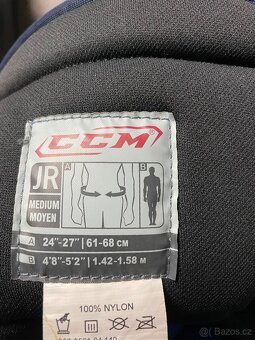 CCM
JR
A
B
MEDIUM
MOYEN
A 24"-27" | 61-68 CM
B 4'8"-5'2" | 1.42-1.58 M
100% NYLON
bazos.cz